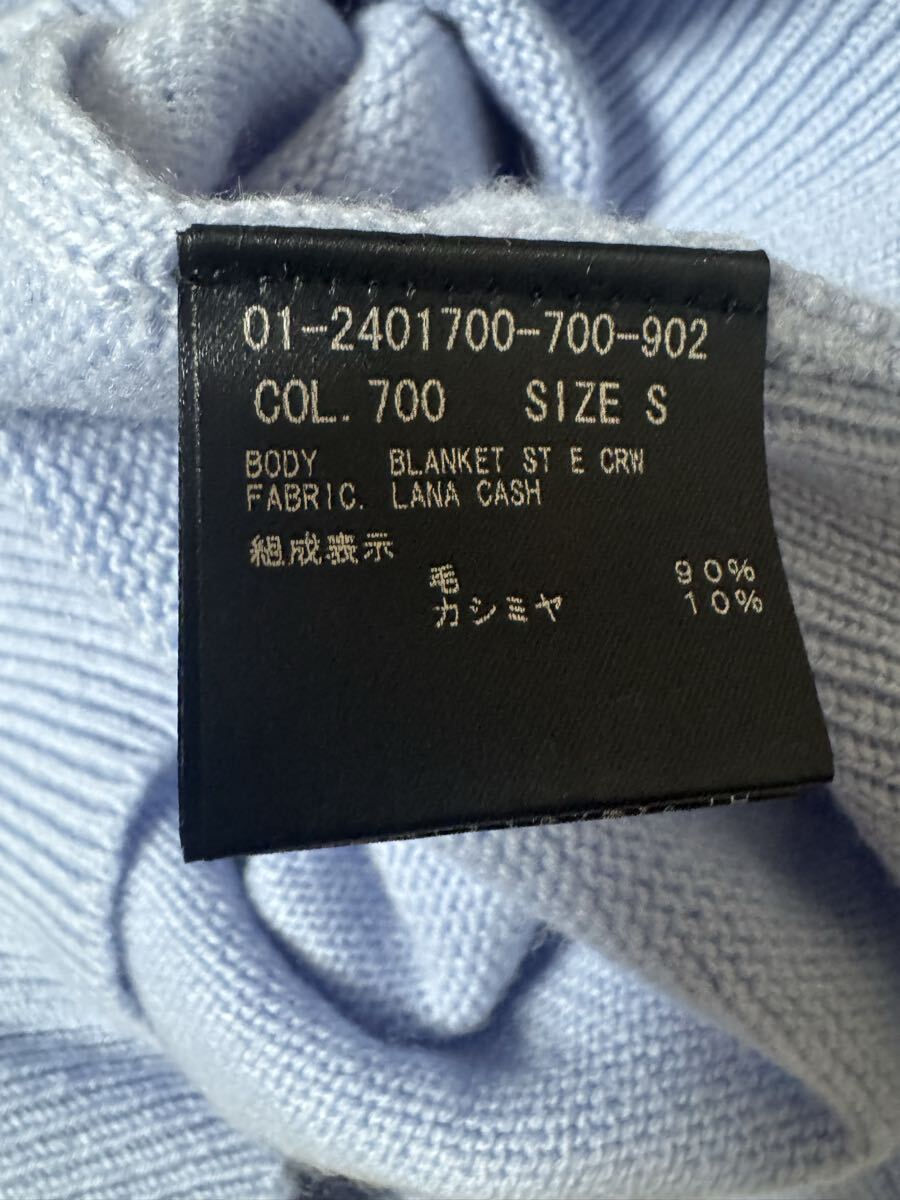 01-2401700-700-902
COL. 700 SIZE S
BODY BLANKET ST E CRW
FABRIC. LANA CASH
組成表示
毛 90%
カシミヤ 10%